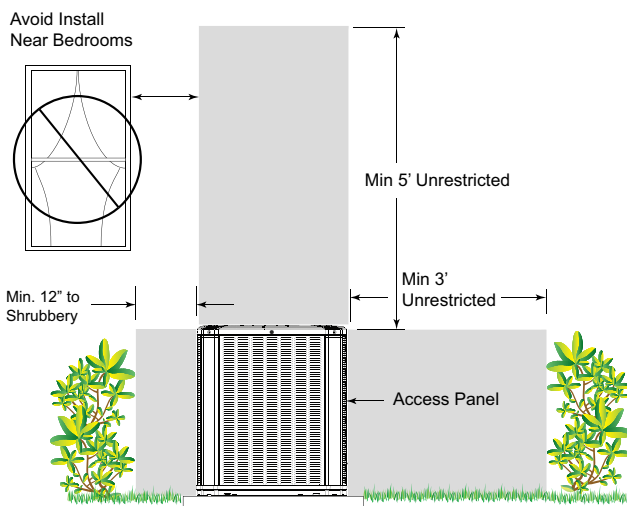 Avoid Install
Near Bedrooms
Min 5’ Unrestricted
Min 3’
Unrestricted
Min. 12” to
Shrubbery
Access Panel